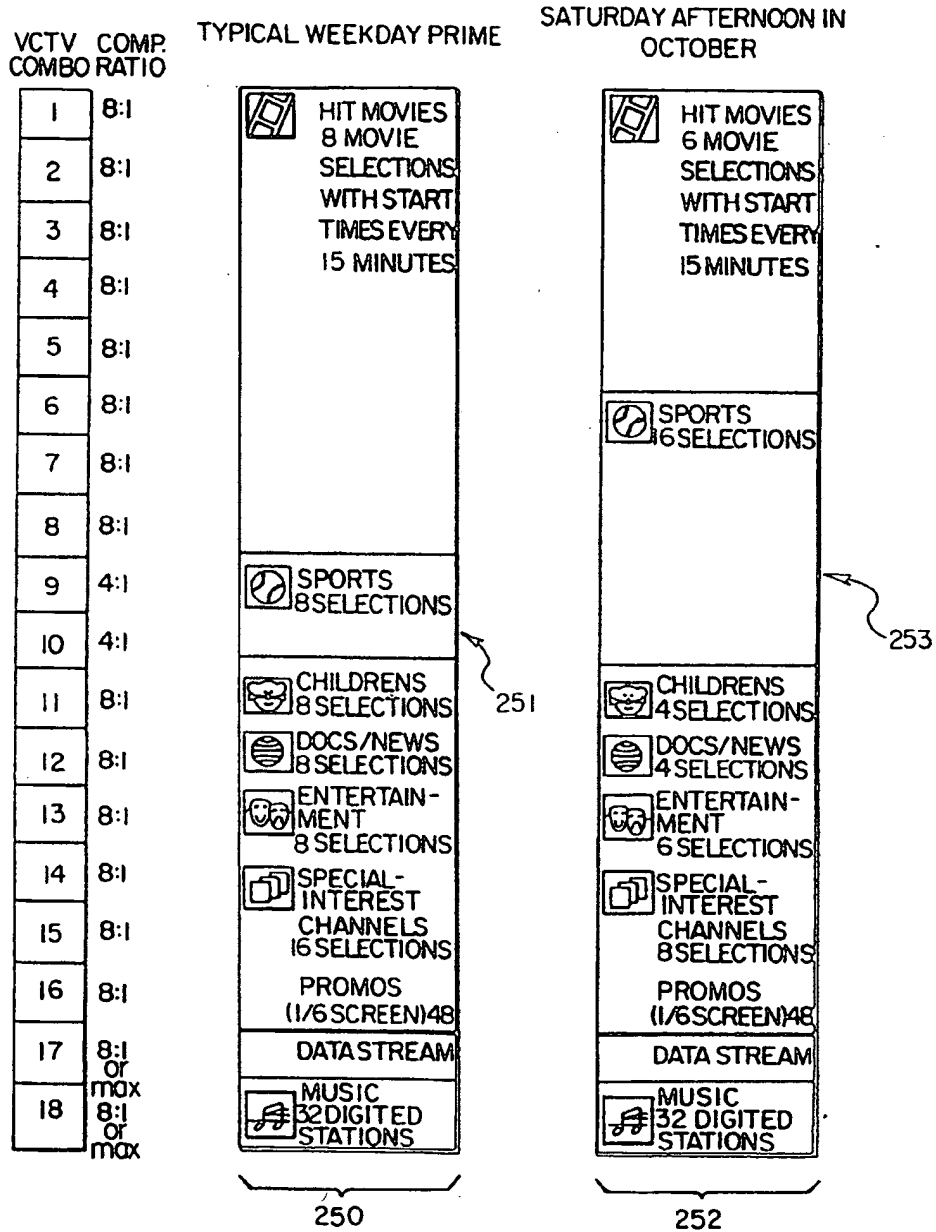 VCTV COMP.
COMBO RATIO
1 8:1
2 8:1
3 8:1
4 8:1
5 8:1
6 8:1
7 8:1
8 8:1
9 4:1
10 4:1
11 8:1
12 8:1
13 8:1
14 8:1
15 8:1
16 8:1
17 8:1
or
max
18 8:1
or
max
TYPICAL WEEKDAY PRIME
HIT MOVIES
8 MOVIE
SELECTIONS
WITH START
TIMES EVERY
15 MINUTES
SPORTS
8 SELECTIONS
251
CHILDRENS
8 SELECTIONS
DOCS/NEWS
8 SELECTIONS
ENTERTAIN-
MENT
8 SELECTIONS
SPECIAL-
INTEREST
CHANNELS
16 SELECTIONS
PROMOS
(1/6 SCREEN) 48
DATA STREAM
MUSIC
32 DIGITED
STATIONS
250
SATURDAY AFTERNOON IN
OCTOBER
HIT MOVIES
6 MOVIE
SELECTIONS
WITH START
TIMES EVERY
15 MINUTES
SPORTS
16 SELECTIONS
253
CHILDRENS
4 SELECTIONS
DOCS/NEWS
4 SELECTIONS
ENTERTAIN-
MENT
6 SELECTIONS
SPECIAL-
INTEREST
CHANNELS
8 SELECTIONS
PROMOS
(1/6 SCREEN) 48
DATA STREAM
MUSIC
32 DIGITED
STATIONS
252